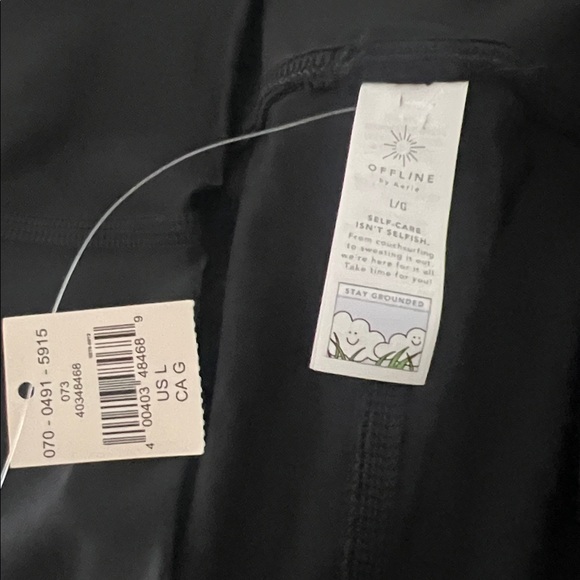 OFFLINE
by Aerie
L/G
SELF-CARE
ISN'T SELFISH.
From couchsurfing
to sweating it out,
we're here for it all.
Take time for you!
STAY GROUNDED
070 - 0491 - 5915
073
40348468
4 00403 48468 9
US L
CA G